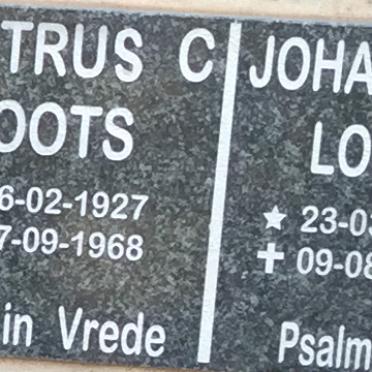 TRUS C
OOTS
6-02-1927
7-09-1968
in Vrede
JOHA
LO
★ 23-03
✝ 09-08
Psalm